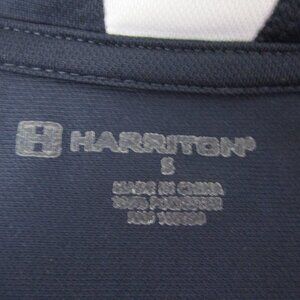 H HARRITON®
S
MADE IN CHINA
100% POLYESTER